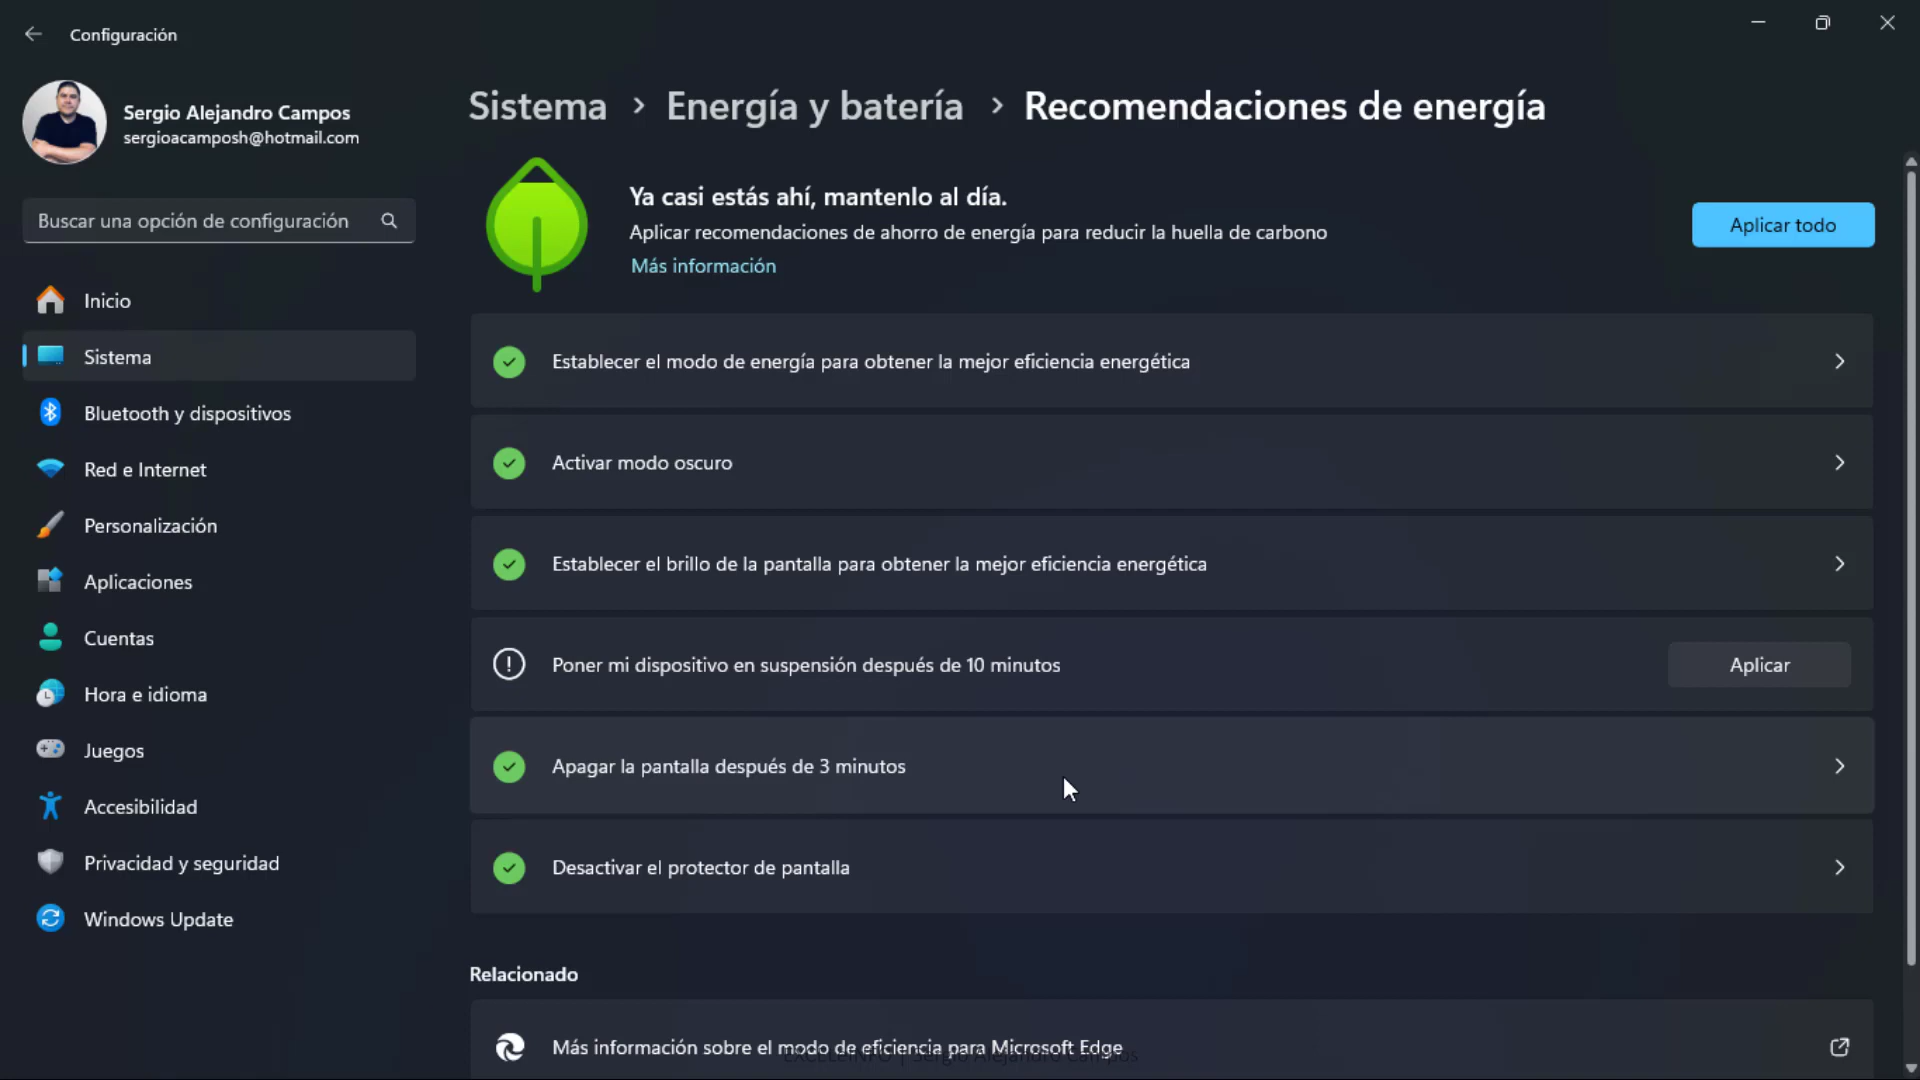 Configuración
Sergio Alejandro Campos
sergioacamposh@hotmail.com
Buscar una opción de configuración
Inicio
Sistema
Bluetooth y dispositivos
Red e Internet
Personalización
Aplicaciones
Cuentas
Hora e idioma
Juegos
Accesibilidad
Privacidad y seguridad
Windows Update
Sistema > Energía y batería > Recomendaciones de energía
Ya casi estás ahí, mantenlo al día.
Aplicar recomendaciones de ahorro de energía para reducir la huella de carbono
Más información
Aplicar todo
Establecer el modo de energía para obtener la mejor eficiencia energética
Activar modo oscuro
Establecer el brillo de la pantalla para obtener la mejor eficiencia energética
Poner mi dispositivo en suspensión después de 10 minutos
Aplicar
Apagar la pantalla después de 3 minutos
Desactivar el protector de pantalla
Relacionado
Más información sobre el modo de eficiencia para Microsoft Edge
| Sergio Alejandro Campos